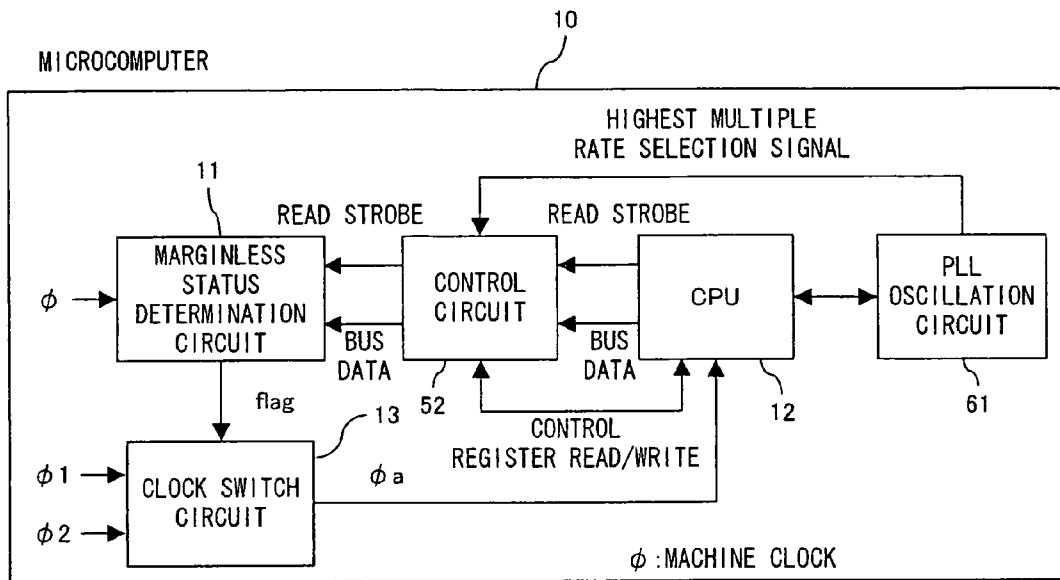 10
MICROCOMPUTER
HIGHEST MULTIPLE
RATE SELECTION SIGNAL
11
READ STROBE
READ STROBE
MARGINLESS
STATUS
DETERMINATION
CIRCUIT
CONTROL
CIRCUIT
CPU
PLL
OSCILLATION
CIRCUIT
φ
BUS
DATA
BUS
DATA
flag
13
52
12
61
CONTROL
REGISTER READ/WRITE
φ1
φ2
CLOCK SWITCH
CIRCUIT
φa
φ:MACHINE CLOCK